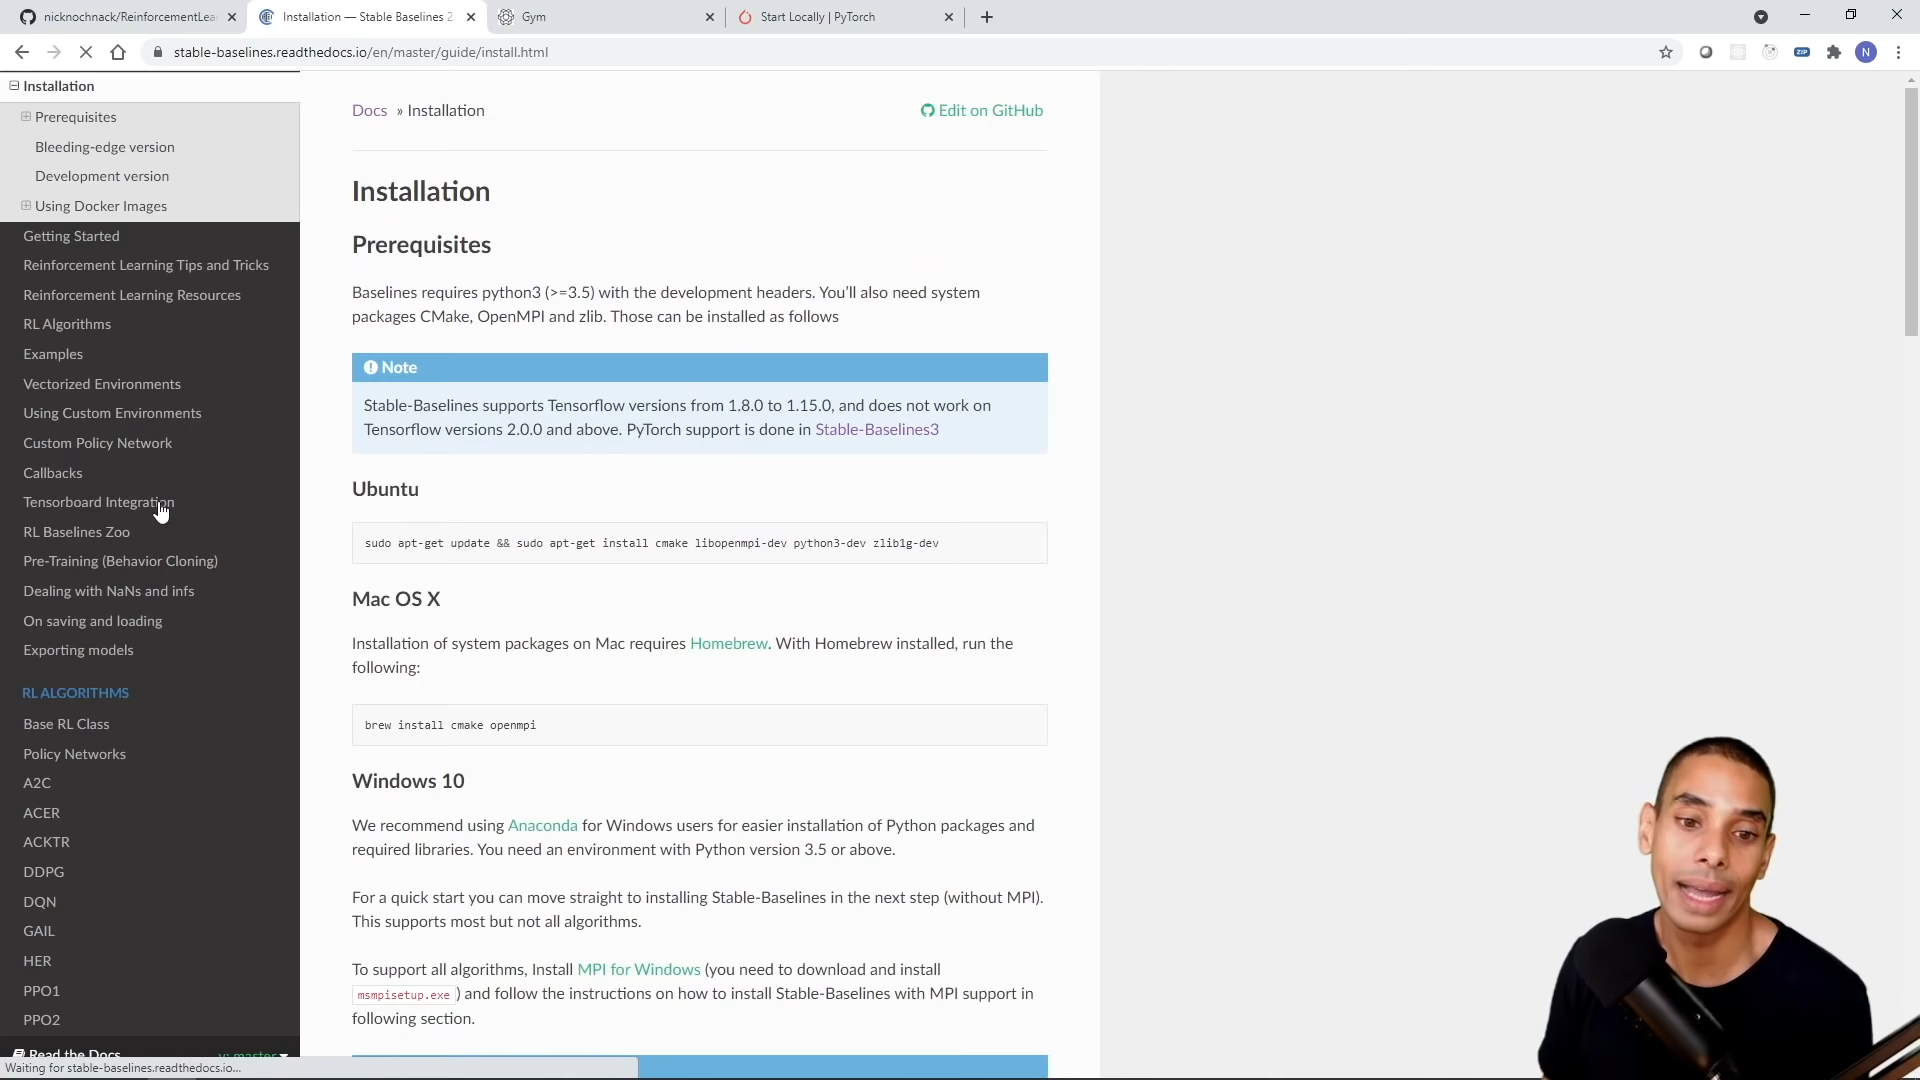 nicknochnack/ReinforcementLea
Installation — Stable Baselines 2.
Gym
Start Locally | PyTorch
stable-baselines.readthedocs.io/en/master/guide/install.html
ZIP
N
Installation
Prerequisites
Bleeding-edge version
Development version
Using Docker Images
Getting Started
Reinforcement Learning Tips and Tricks
Reinforcement Learning Resources
RL Algorithms
Examples
Vectorized Environments
Using Custom Environments
Custom Policy Network
Callbacks
Tensorboard Integration
RL Baselines Zoo
Pre-Training (Behavior Cloning)
Dealing with NaNs and infs
On saving and loading
Exporting models
RL ALGORITHMS
Base RL Class
Policy Networks
A2C
ACER
ACKTR
DDPG
DQN
GAIL
HER
PPO1
PPO2
Read the Docs v: master
Waiting for stable-baselines.readthedocs.io...
Docs » Installation
Edit on GitHub
Installation
Prerequisites
Baselines requires python3 (>=3.5) with the development headers. You'll also need system
packages CMake, OpenMPI and zlib. Those can be installed as follows
Note
Stable-Baselines supports Tensorflow versions from 1.8.0 to 1.15.0, and does not work on
Tensorflow versions 2.0.0 and above. PyTorch support is done in Stable-Baselines3
Ubuntu
sudo apt-get update && sudo apt-get install cmake libopenmpi-dev python3-dev zlib1g-dev
Mac OS X
Installation of system packages on Mac requires Homebrew. With Homebrew installed, run the
following:
brew install cmake openmpi
Windows 10
We recommend using Anaconda for Windows users for easier installation of Python packages and
required libraries. You need an environment with Python version 3.5 or above.
For a quick start you can move straight to installing Stable-Baselines in the next step (without MPI).
This supports most but not all algorithms.
To support all algorithms, Install MPI for Windows (you need to download and install
msmpisetup.exe ) and follow the instructions on how to install Stable-Baselines with MPI support in
following section.